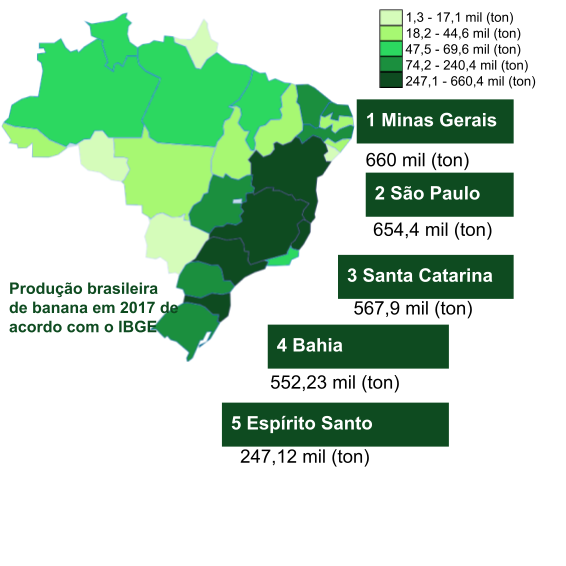 1,3 - 17,1 mil (ton)
18,2 - 44,6 mil (ton)
47,5 - 69,6 mil (ton)
74,2 - 240,4 mil (ton)
247,1 - 660,4 mil (ton)
1 Minas Gerais
660 mil (ton)
2 São Paulo
654,4 mil (ton)
3 Santa Catarina
567,9 mil (ton)
Produção brasileira
de banana em 2017 de
acordo com o IBGE
4 Bahia
552,23 mil (ton)
5 Espírito Santo
247,12 mil (ton)